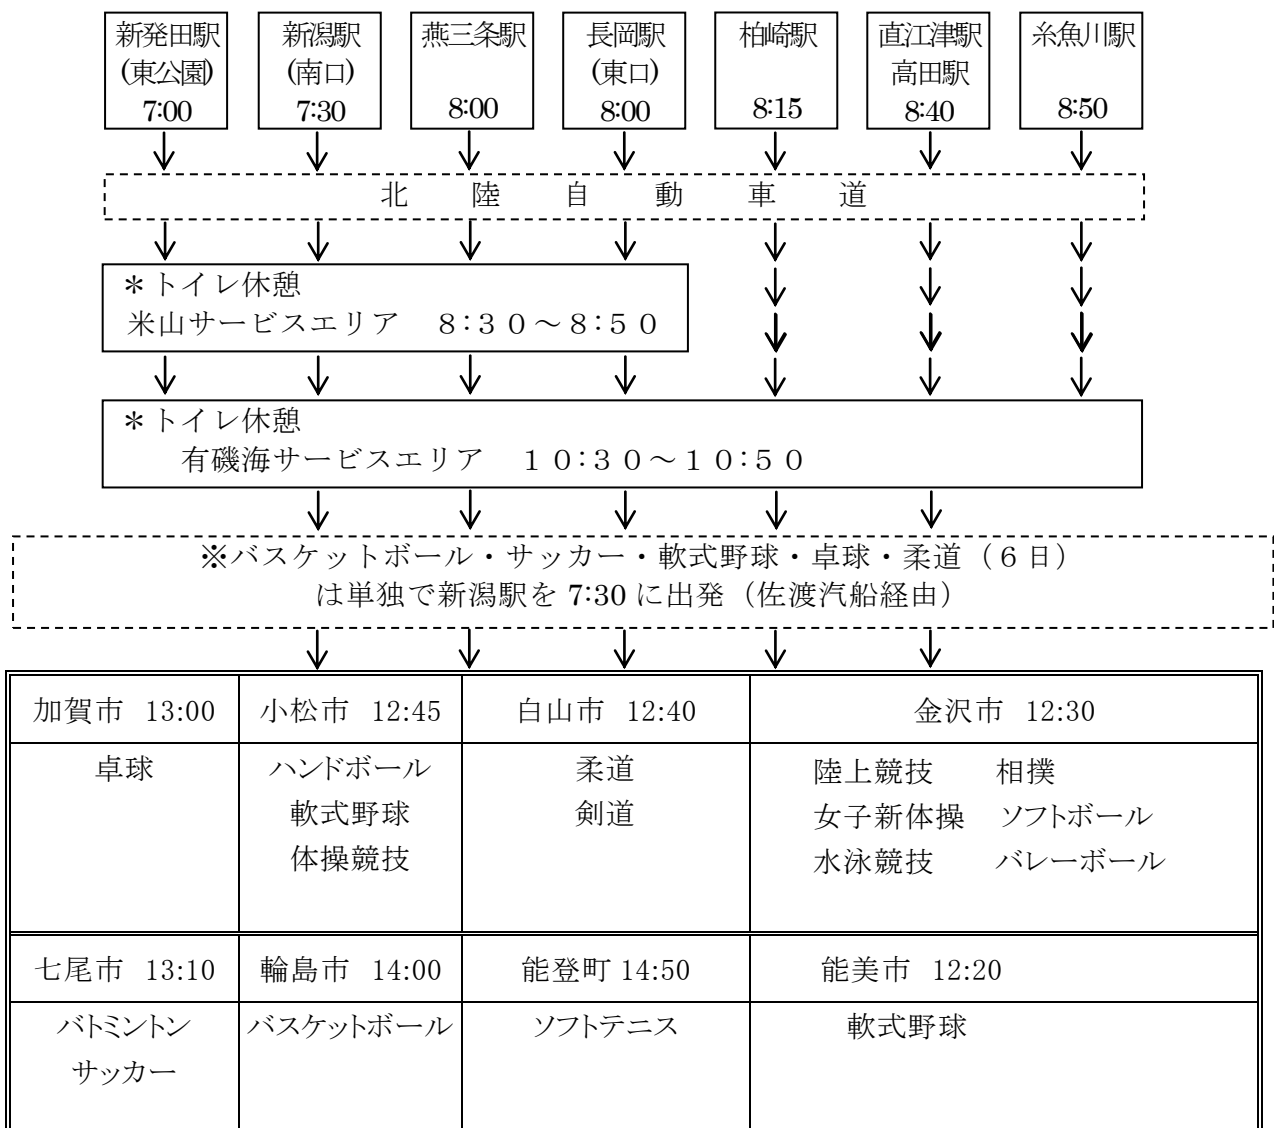 新発田駅 新潟駅 燕三条駅 長岡駅 柏崎駅 直江津駅 糸魚川駅
(東公園) (南口) (東口) 高田駅
7:00 7:30 8:00 8:00 8:15 8:40 8:50
北陸自動車道
＊トイレ休憩
米山サービスエリア　８:３０～８:５０
＊トイレ休憩
有磯海サービスエリア　１０:３０～１０:５０
※バスケットボール・サッカー・軟式野球・卓球・柔道（６日）
は単独で新潟駅を 7:30 に出発（佐渡汽船経由）
加賀市 13:00 小松市 12:45 白山市 12:40 金沢市 12:30
卓球 ハンドボール 柔道 陸上競技 相撲
軟式野球 剣道 女子新体操 ソフトボール
体操競技 水泳競技 バレーボール
七尾市 13:10 輪島市 14:00 能登町 14:50 能美市 12:20
バトミントン バスケットボール ソフトテニス 軟式野球
サッカー